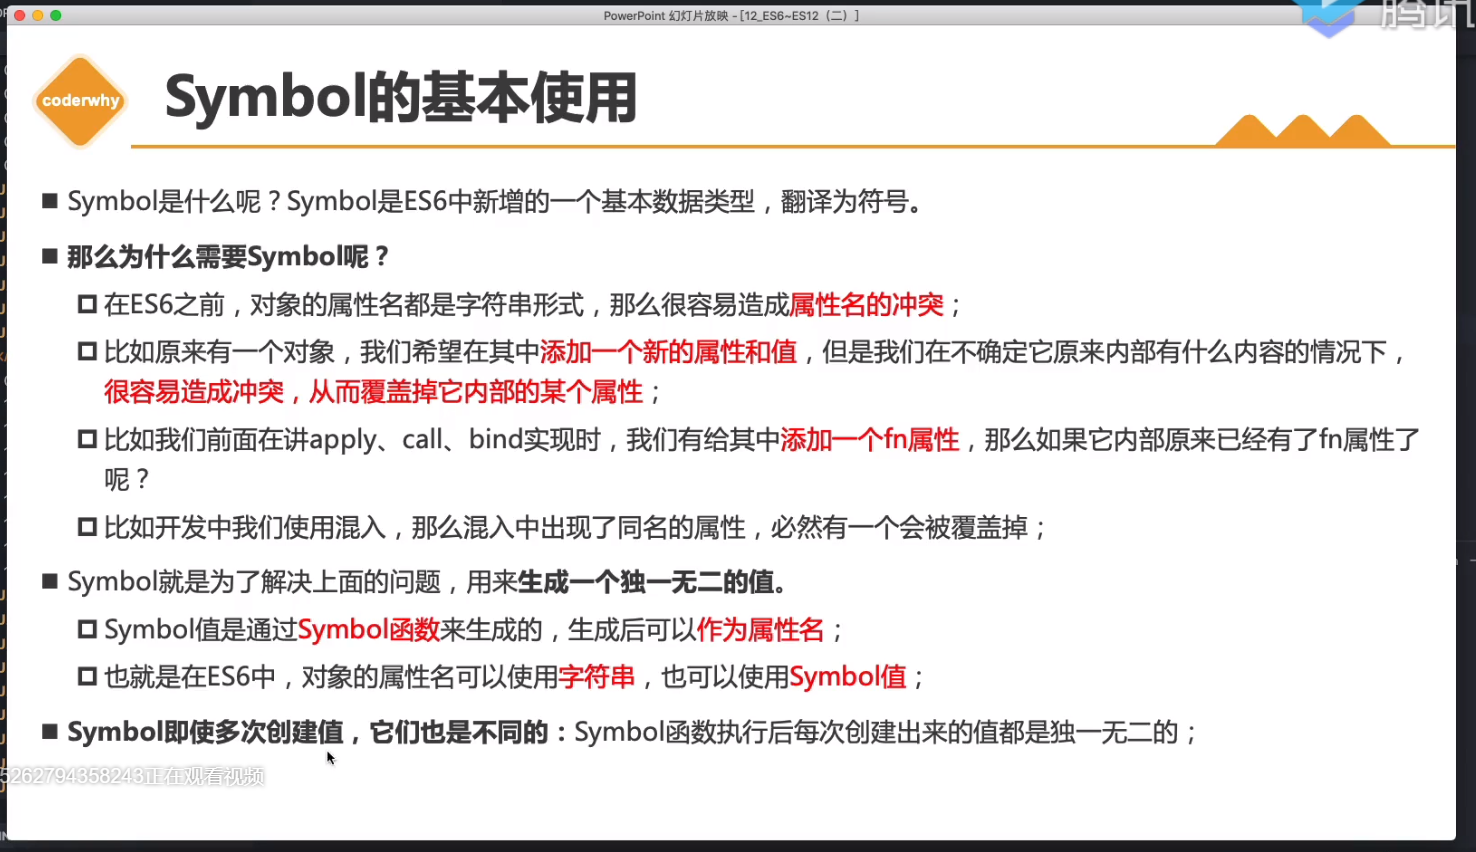 PowerPoint 幻灯片放映 - [12_ES6~ES12（二）]
腾讯
coderwhy
Symbol的基本使用
Symbol是什么呢？Symbol是ES6中新增的一个基本数据类型，翻译为符号。
那么为什么需要Symbol呢？
在ES6之前，对象的属性名都是字符串形式，那么很容易造成属性名的冲突；
比如原来有一个对象，我们希望在其中添加一个新的属性和值，但是我们在不确定它原来内部有什么内容的情况下，
很容易造成冲突，从而覆盖掉它内部的某个属性；
比如我们前面在讲apply、call、bind实现时，我们有给其中添加一个fn属性，那么如果它内部原来已经有了fn属性了
呢？
比如开发中我们使用混入，那么混入中出现了同名的属性，必然有一个会被覆盖掉；
Symbol就是为了解决上面的问题，用来生成一个独一无二的值。
Symbol值是通过Symbol函数来生成的，生成后可以作为属性名；
也就是在ES6中，对象的属性名可以使用字符串，也可以使用Symbol值；
Symbol即使多次创建值，它们也是不同的：Symbol函数执行后每次创建出来的值都是独一无二的；
5262794358243正在观看视频